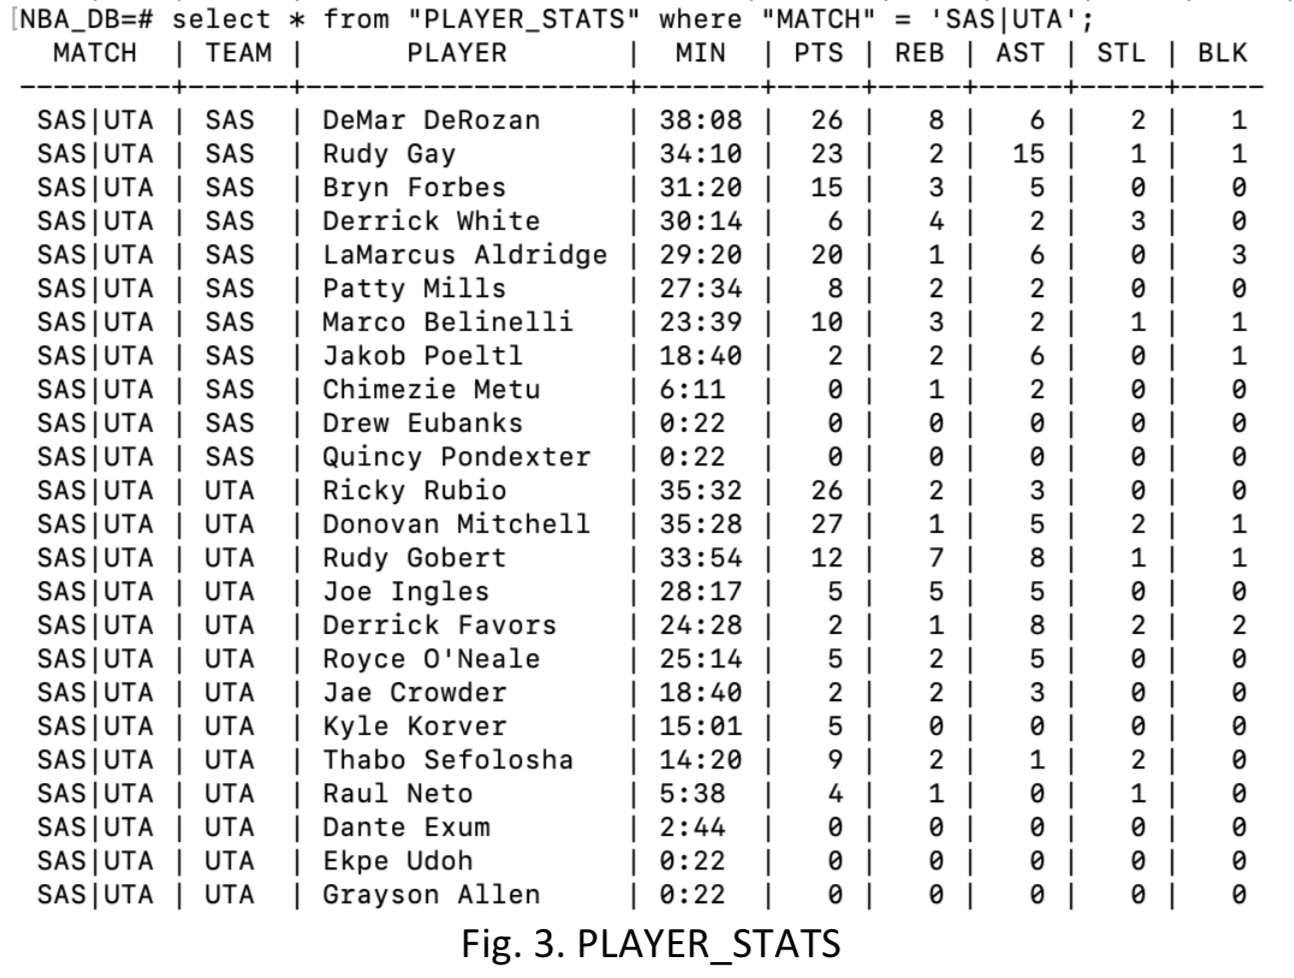 NBA_DB=# select * from "PLAYER_STATS" where "MATCH" = 'SAS|UTA';
MATCH | TEAM | PLAYER | MIN | PTS | REB | AST | STL | BLK
---------+------+-----------------+-------+-----+-----+-----+-----+-----
SAS|UTA | SAS | DeMar DeRozan | 38:08 | 26 | 8 | 6 | 2 | 1
SAS|UTA | SAS | Rudy Gay | 34:10 | 23 | 2 | 15 | 1 | 1
SAS|UTA | SAS | Bryn Forbes | 31:20 | 15 | 3 | 5 | 0 | 0
SAS|UTA | SAS | Derrick White | 30:14 | 6 | 4 | 2 | 3 | 0
SAS|UTA | SAS | LaMarcus Aldridge | 29:20 | 20 | 1 | 6 | 0 | 3
SAS|UTA | SAS | Patty Mills | 27:34 | 8 | 2 | 2 | 0 | 0
SAS|UTA | SAS | Marco Belinelli | 23:39 | 10 | 3 | 2 | 1 | 1
SAS|UTA | SAS | Jakob Poeltl | 18:40 | 2 | 2 | 6 | 0 | 1
SAS|UTA | SAS | Chimezie Metu | 6:11 | 0 | 1 | 2 | 0 | 0
SAS|UTA | SAS | Drew Eubanks | 0:22 | 0 | 0 | 0 | 0 | 0
SAS|UTA | SAS | Quincy Pondexter | 0:22 | 0 | 0 | 0 | 0 | 0
SAS|UTA | UTA | Ricky Rubio | 35:32 | 26 | 2 | 3 | 0 | 0
SAS|UTA | UTA | Donovan Mitchell | 35:28 | 27 | 1 | 5 | 2 | 1
SAS|UTA | UTA | Rudy Gobert | 33:54 | 12 | 7 | 8 | 1 | 1
SAS|UTA | UTA | Joe Ingles | 28:17 | 5 | 5 | 5 | 0 | 0
SAS|UTA | UTA | Derrick Favors | 24:28 | 2 | 1 | 8 | 2 | 2
SAS|UTA | UTA | Royce O'Neale | 25:14 | 5 | 2 | 5 | 0 | 0
SAS|UTA | UTA | Jae Crowder | 18:40 | 2 | 2 | 3 | 0 | 0
SAS|UTA | UTA | Kyle Korver | 15:01 | 5 | 0 | 0 | 0 | 0
SAS|UTA | UTA | Thabo Sefolosha | 14:20 | 9 | 2 | 1 | 2 | 0
SAS|UTA | UTA | Raul Neto | 5:38 | 4 | 1 | 0 | 1 | 0
SAS|UTA | UTA | Dante Exum | 2:44 | 0 | 0 | 0 | 0 | 0
SAS|UTA | UTA | Ekpe Udoh | 0:22 | 0 | 0 | 0 | 0 | 0
SAS|UTA | UTA | Grayson Allen | 0:22 | 0 | 0 | 0 | 0 | 0
Fig. 3. PLAYER_STATS